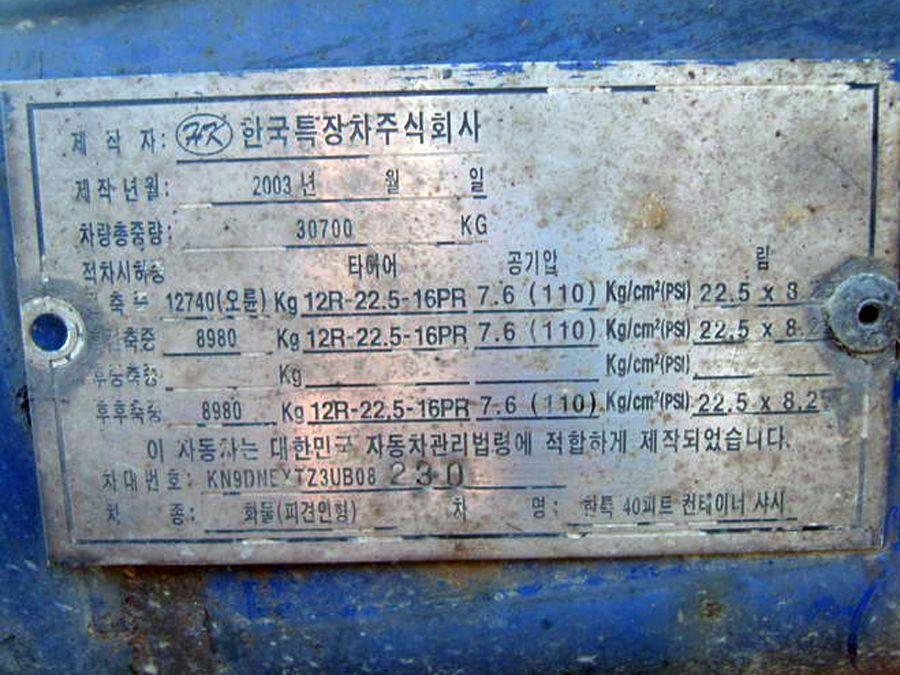 제 작 자: HK 한국특장차주식회사
제작년월: 2003 년 월 일
차량총중량: 30700 KG
적차시하중 타이어 공기압 림
축 12740(오륜) Kg 12R-22.5-16PR 7.6 (110) Kg/cm²(PSI) 22.5 x 8.2
축중 8980 Kg 12R-22.5-16PR 7.6 (110) Kg/cm²(PSI) 22.5 x 8.2
Kg Kg/cm²(PSI)
후후축중 8980 Kg 12R-22.5-16PR 7.6 (110) Kg/cm²(PSI) 22.5 x 8.25
이 자동차는 대한민국 자동차관리법령에 적합하게 제작되었습니다.
차대번호: KN9DNEXTZ3UB08 230
차 종: 화물(피견인형) 차 명: 한특 40피트 컨테이너 샤시